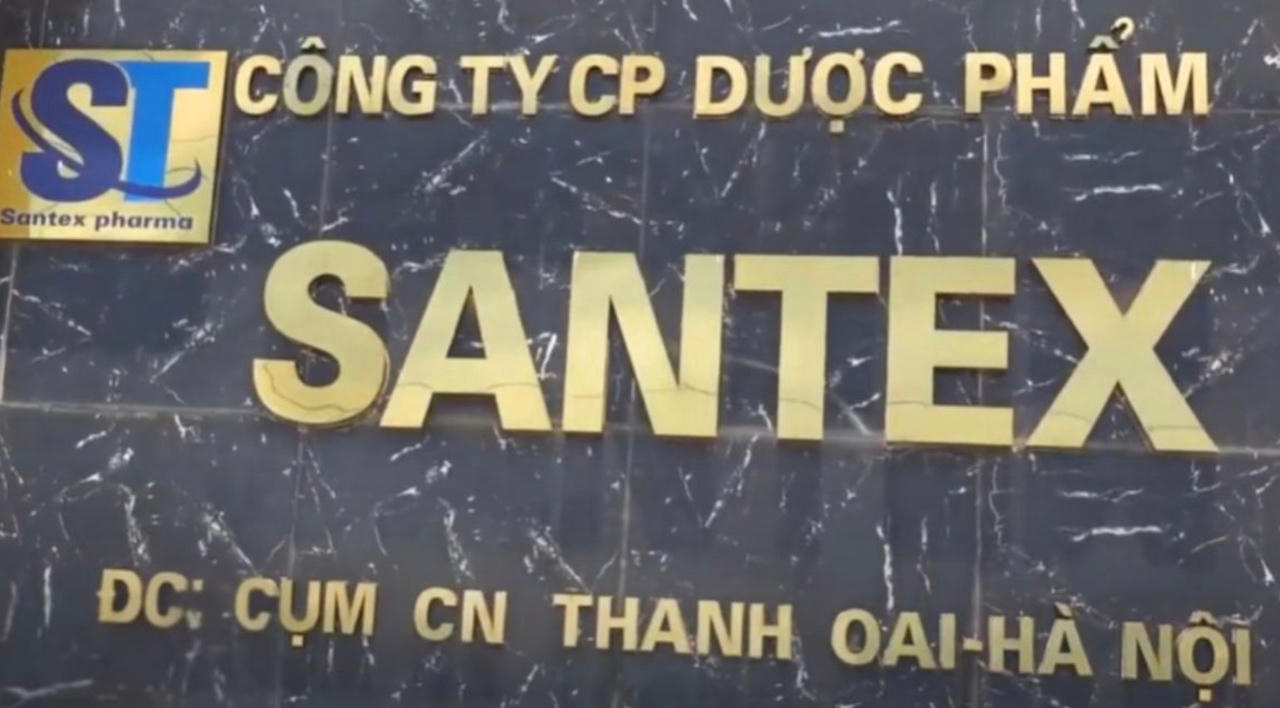 ST
Santex pharma
CÔNG TY CP DƯỢC PHẨM
SANTEX
ĐC: CỤM CN THANH OAI-HÀ NỘI